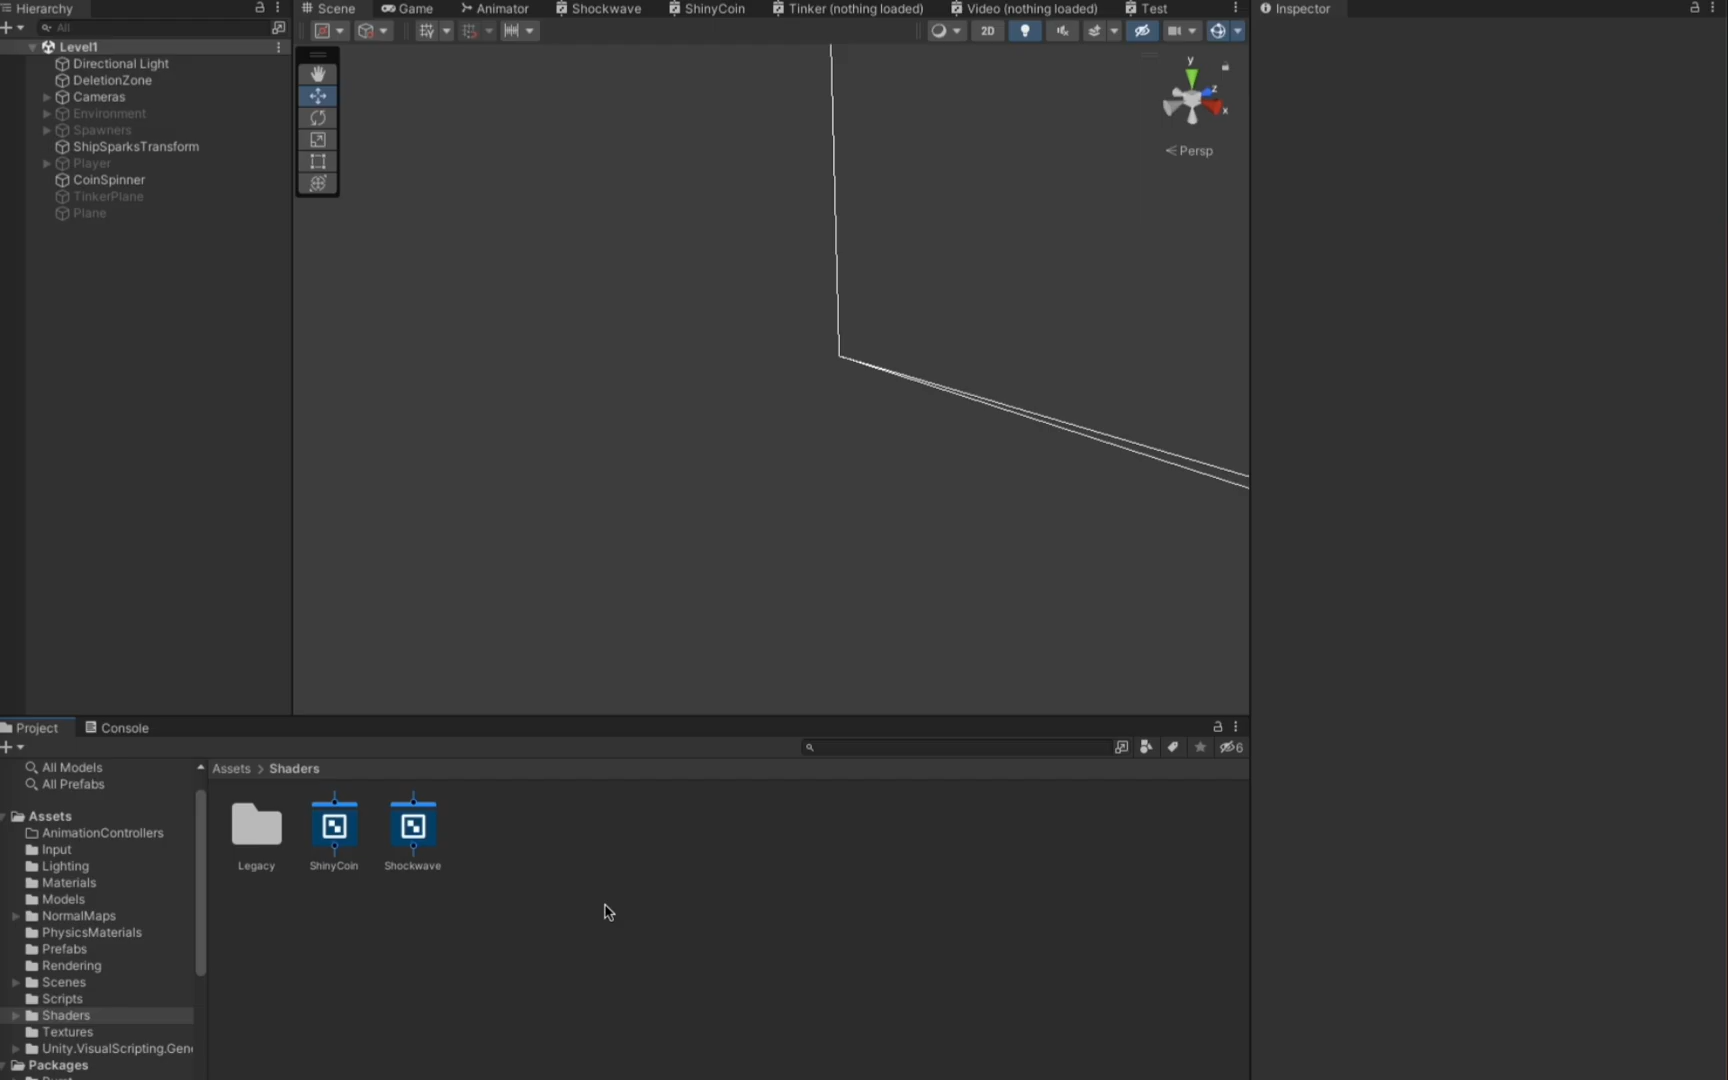 Hierarchy
Scene
Game
Animator
Shockwave
ShinyCoin
Tinker (nothing loaded)
Video (nothing loaded)
Test
Inspector
All
2D
Level1
Directional Light
DeletionZone
Cameras
Environment
Spawners
ShipSparksTransform
Player
CoinSpinner
TinkerPlane
Plane
y
z
x
Persp
Project
Console
6
All Models
All Prefabs
Assets
AnimationControllers
Input
Lighting
Materials
Models
NormalMaps
PhysicsMaterials
Prefabs
Rendering
Scenes
Scripts
Shaders
Textures
Unity.VisualScripting.Gene
Packages
Assets > Shaders
Legacy
ShinyCoin
Shockwave